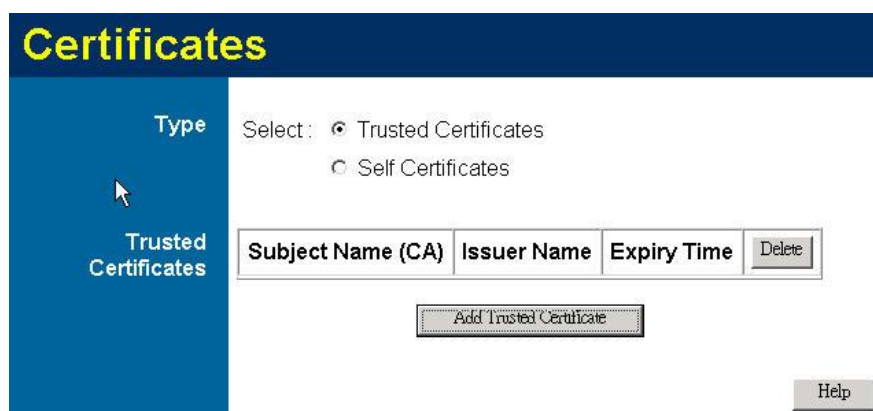 Certificates
Type
Select : Trusted Certificates
Self Certificates
Trusted
Certificates
Subject Name (CA) Issuer Name Expiry Time Delete
Add Trusted Certificate
Help